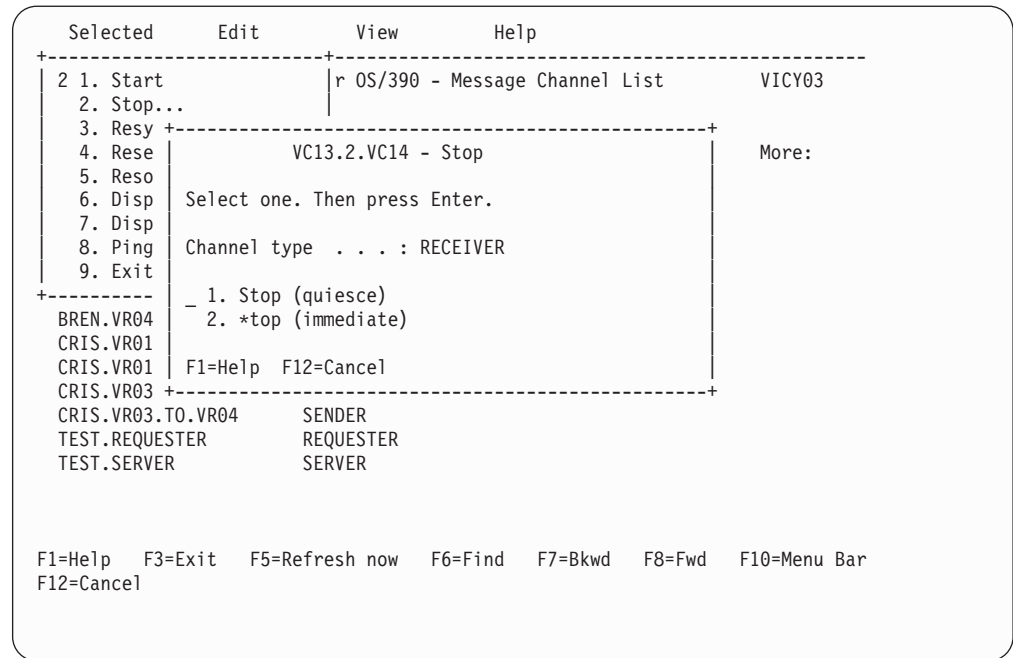 Selected Edit View Help
+--------------------------+--------------------------------------------------
| 2 1. Start |r OS/390 - Message Channel List VICY03
| 2. Stop... |
| 3. Resy +--------------------------------------------------+
| 4. Rese | VC13.2.VC14 - Stop | More:
| 5. Reso | |
| 6. Disp | Select one. Then press Enter. |
| 7. Disp | |
| 8. Ping | Channel type . . . : RECEIVER |
| 9. Exit | |
+---------- | _ 1. Stop (quiesce) |
BREN.VR04 | 2. *top (immediate) |
CRIS.VR01 | |
CRIS.VR01 | F1=Help F12=Cancel |
CRIS.VR03 +--------------------------------------------------+
CRIS.VR03.TO.VR04 SENDER
TEST.REQUESTER REQUESTER
TEST.SERVER SERVER
F1=Help F3=Exit F5=Refresh now F6=Find F7=Bkwd F8=Fwd F10=Menu Bar
F12=Cancel